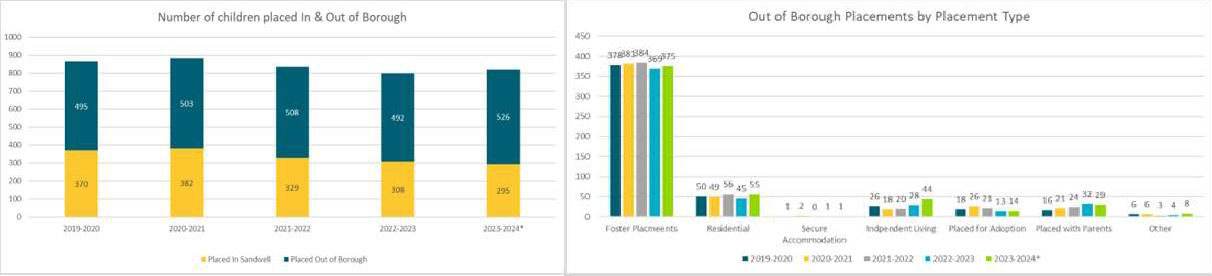 Number of children placed In & Out of Borough
1000
900
800
700
600
500
400
300
200
100
0
495
503
508
492
526
370
382
329
308
295
2019-2020
2020-2021
2021-2022
2022-2023
2023-2024*
Placed In Sandwell
Placed Out of Borough
Out of Borough Placements by Placement Type
450
400
350
300
250
200
150
100
50
0
378 381 384 369 375
50 49 56 45 55
1 2 0 1 1
26 18 20 28 44
18 26 21 13 14
16 21 24 32 29
6 6 3 4 8
Foster Placmeents
Residential
Secure
Accommodation
Indpendent Living
Placed for Adoption
Placed with Parents
Other
2019-2020
2020-2021
2021-2022
2022-2023
2023-2024*